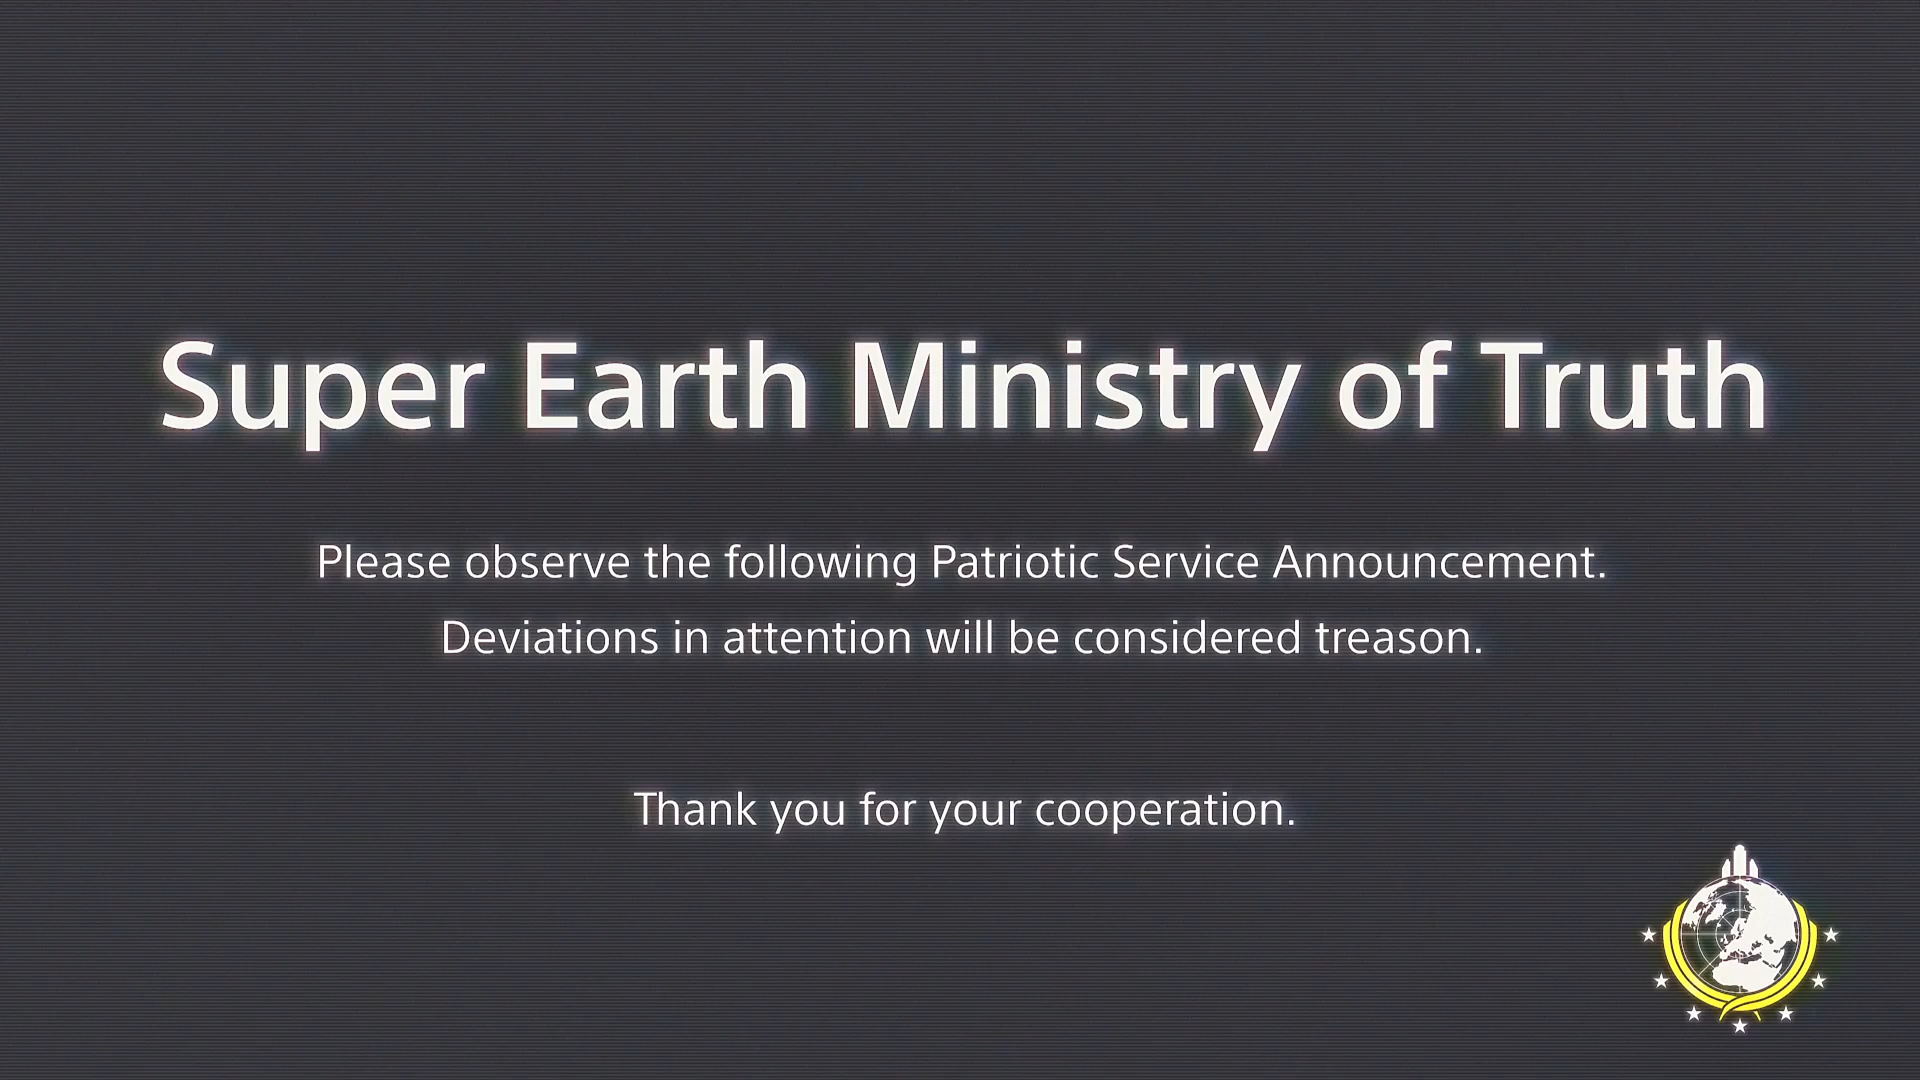 Super Earth Ministry of Truth
Please observe the following Patriotic Service Announcement.
Deviations in attention will be considered treason.
Thank you for your cooperation.